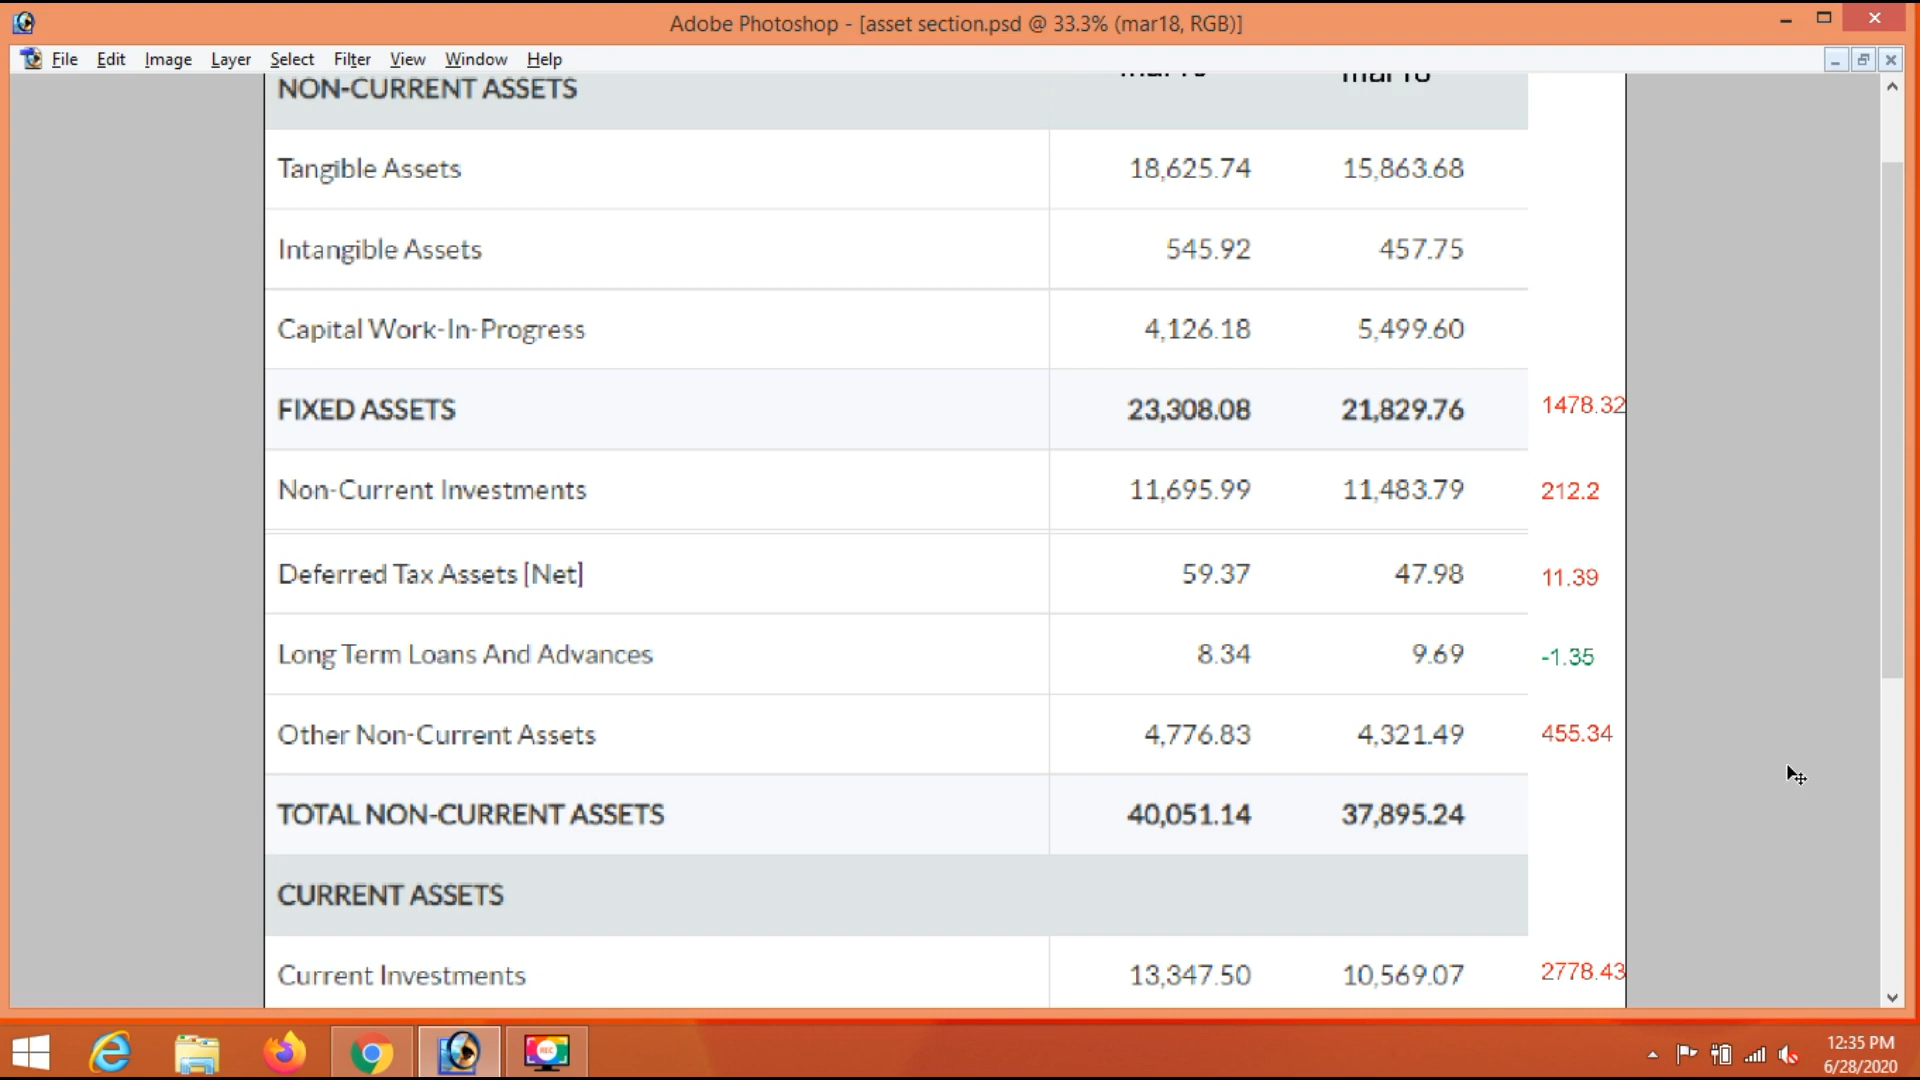 Adobe Photoshop - [asset section.psd @ 33.3% (mar18, RGB)]
File Edit Image Layer Select Filter View Window Help
NON-CURRENT ASSETS
Tangible Assets 18,625.74 15,863.68
Intangible Assets 545.92 457.75
Capital Work-In-Progress 4,126.18 5,499.60
FIXED ASSETS 23,308.08 21,829.76 1478.32
Non-Current Investments 11,695.99 11,483.79 212.2
Deferred Tax Assets [Net] 59.37 47.98 11.39
Long Term Loans And Advances 8.34 9.69 -1.35
Other Non-Current Assets 4,776.83 4,321.49 455.34
TOTAL NON-CURRENT ASSETS 40,051.14 37,895.24
CURRENT ASSETS
Current Investments 13,347.50 10,569.07 2778.43
REC
12:35 PM
6/28/2020